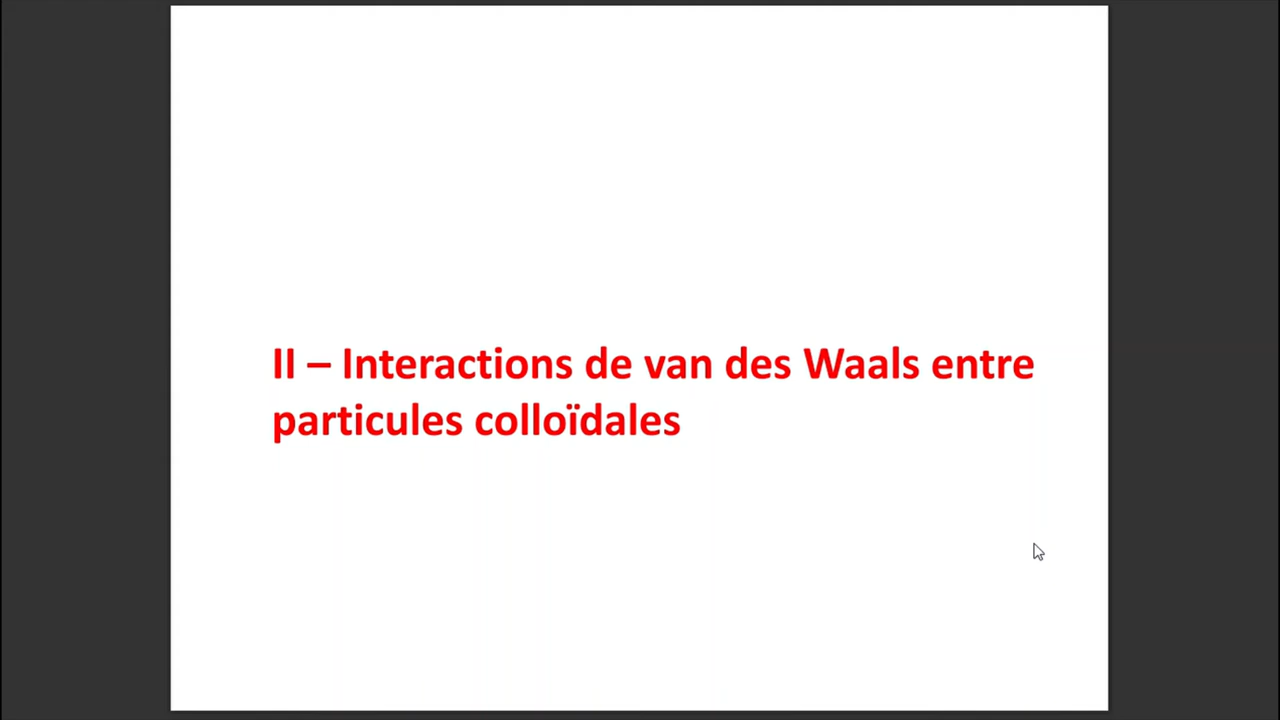 II – Interactions de van des Waals entre
particules colloïdales